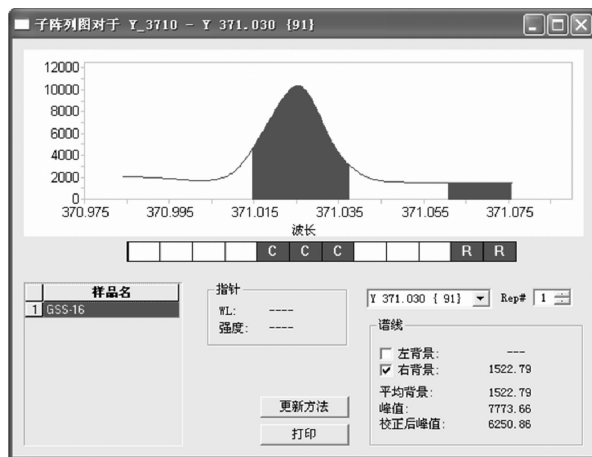 子阵列图对于 Y_3710 - Y 371.030 {91}
12000
10000
8000
6000
4000
2000
0
370.975 370.995 371.015 371.035 371.055 371.075
波长
C C C R R
样品名
1 GSS-16
指针
WL: ----
强度: ----
Y 371.030 { 91} Rep# 1
谱线
左背景: ---
右背景: 1522.79
平均背景: 1522.79
峰值: 7773.66
校正后峰值: 6250.86
更新方法
打印